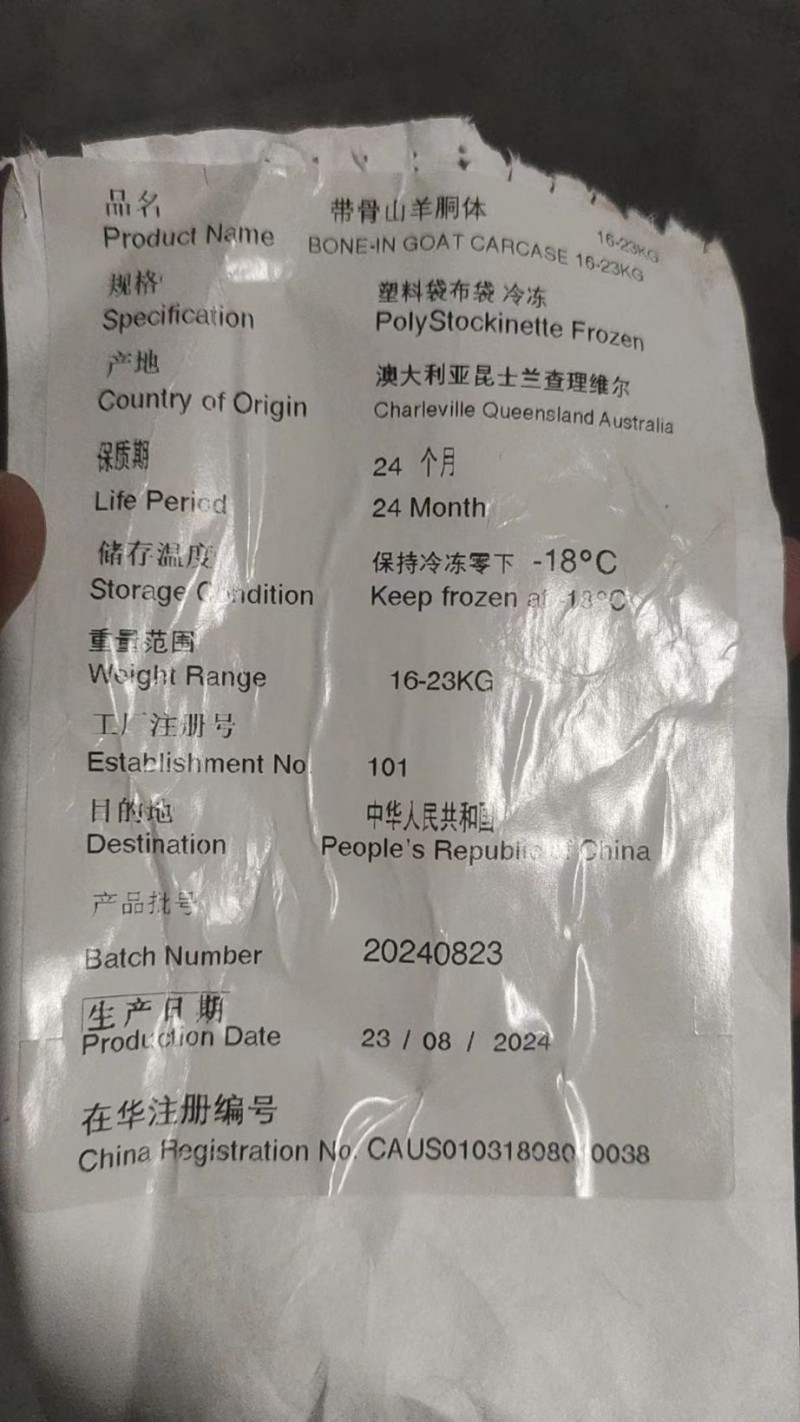 品名 带骨山羊胴体
Product Name BONE-IN GOAT CARCASE 16-23KG
16-23KG
规格 塑料袋布袋 冷冻
Specification PolyStockinette Frozen
产地 澳大利亚昆士兰查理维尔
Country of Origin Charleville Queensland Australia
保质期 24 个月
Life Period 24 Month
储存温度 保持冷冻零下 -18°C
Storage Condition Keep frozen at -18°C
重量范围
Weight Range 16-23KG
工厂注册号
Establishment No. 101
目的地 中华人民共和国
Destination People's Republic of China
产品批号
Batch Number 20240823
生产日期
Production Date 23 / 08 / 2024
在华注册编号
China Registration No. CAUS010318080 0038